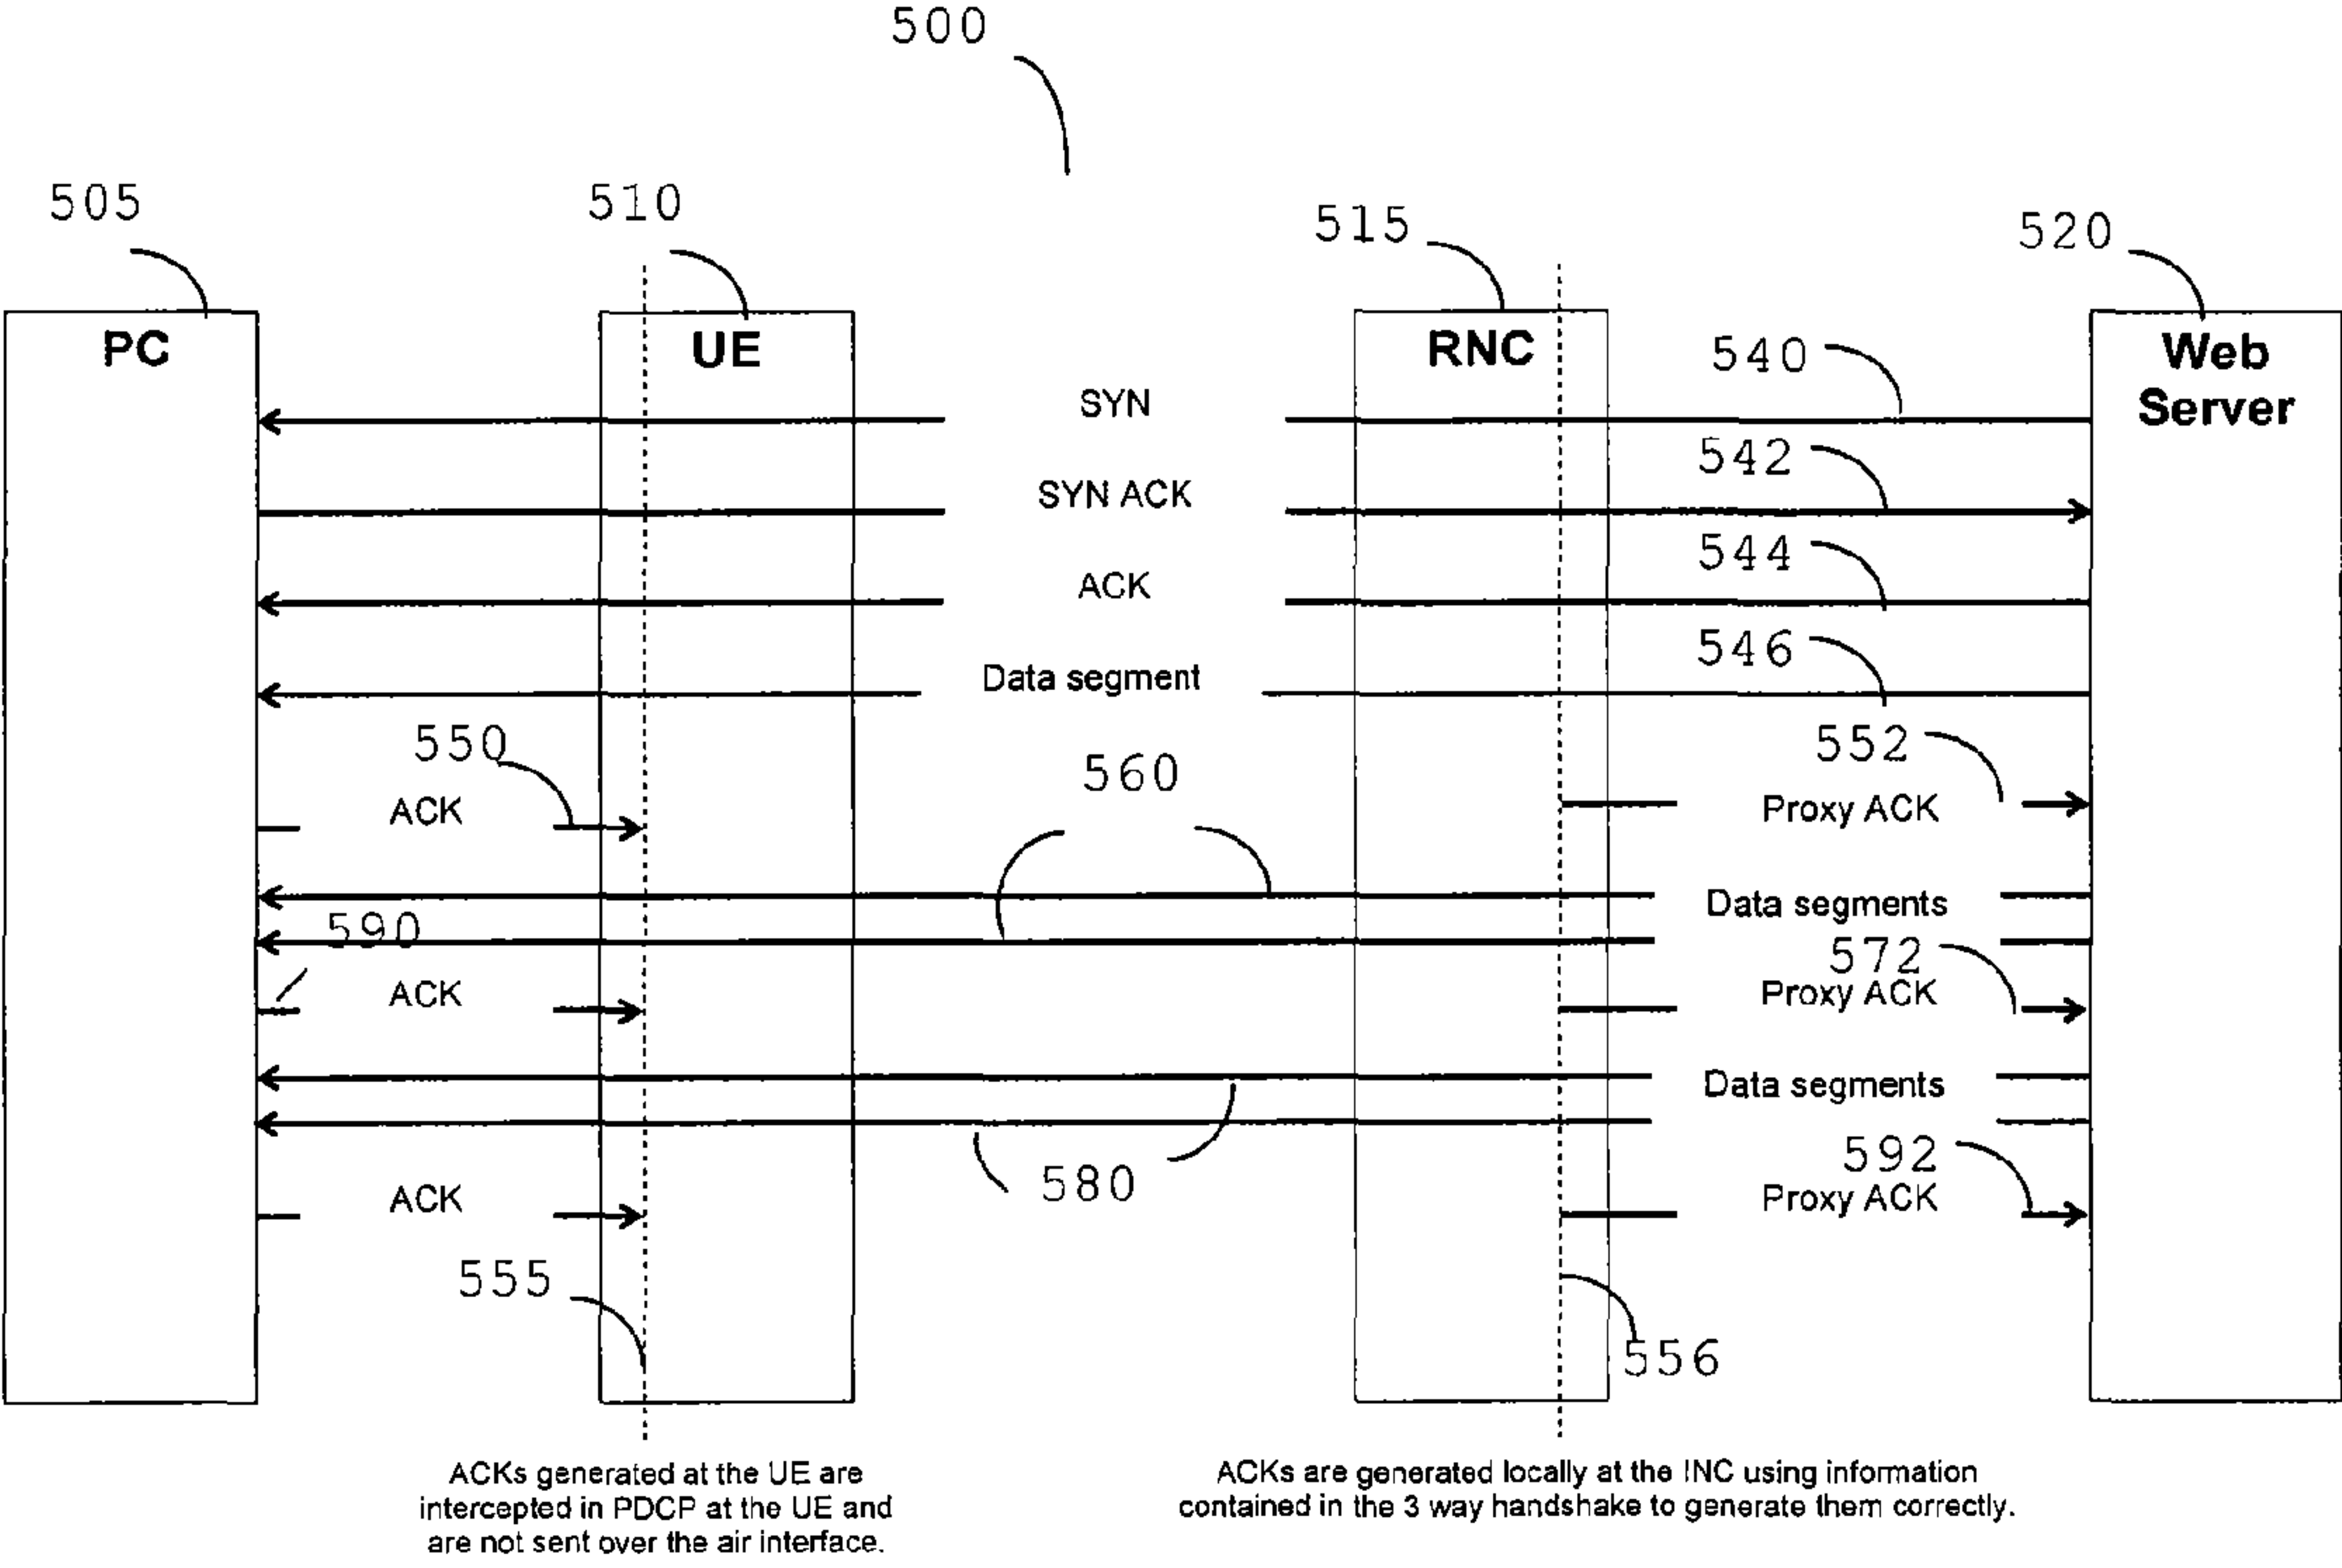 500
505
510
515
520
PC
UE
RNC
Web
Server
540
SYN
542
SYN ACK
544
ACK
546
Data segment
550
552
560
ACK
Proxy ACK
Data segments
590
572
ACK
Proxy ACK
Data segments
592
580
ACK
Proxy ACK
555
556
ACKs generated at the UE are
intercepted in PDCP at the UE and
are not sent over the air interface.
ACKs are generated locally at the INC using information
contained in the 3 way handshake to generate them correctly.